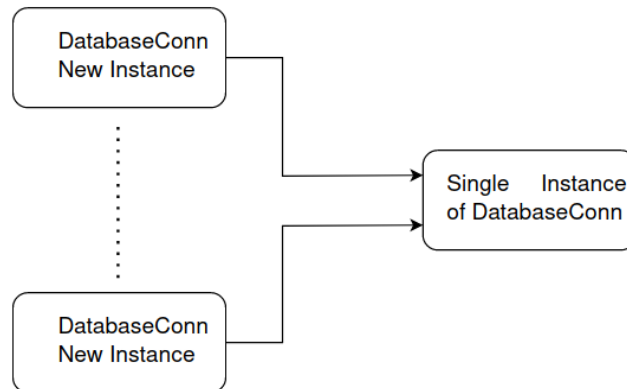 DatabaseConn
New Instance
Single Instance
of DatabaseConn
DatabaseConn
New Instance